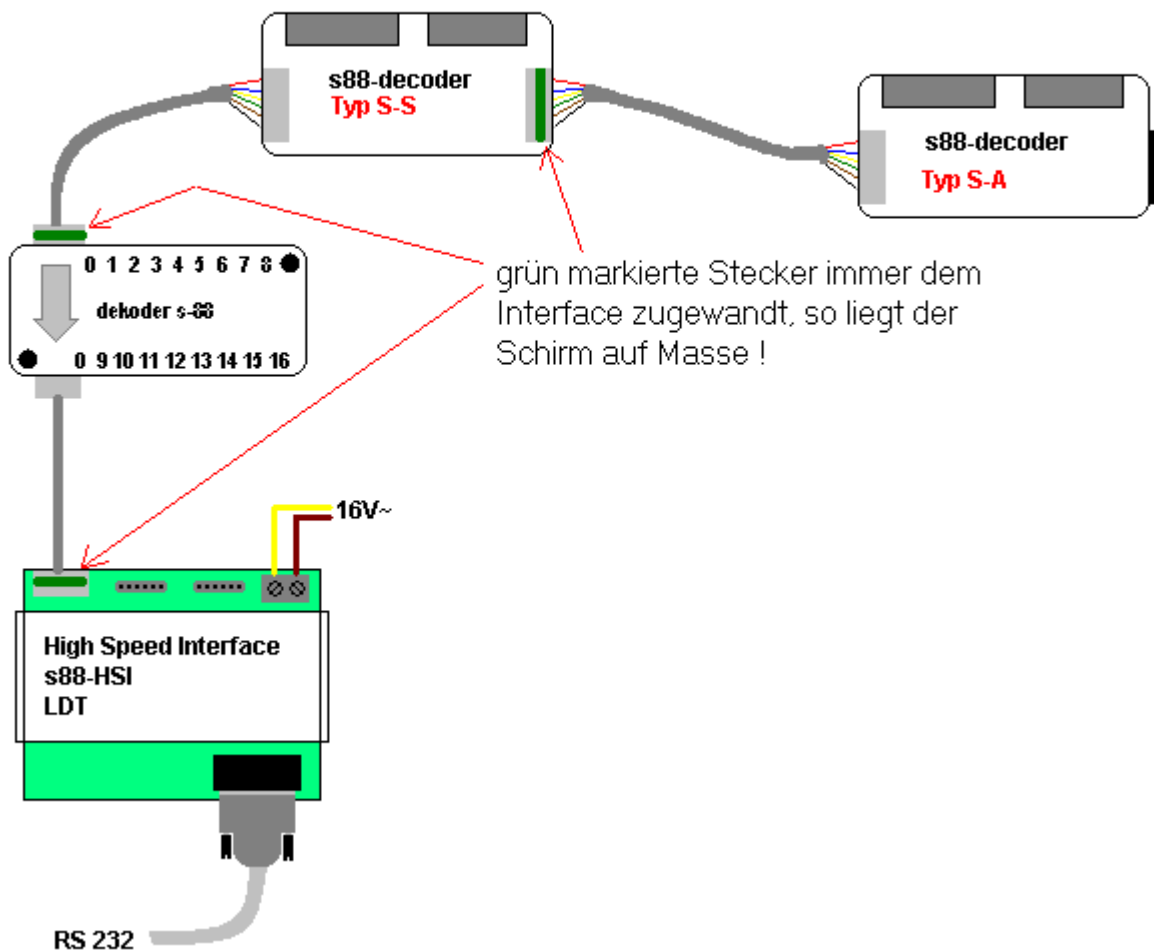 s88-decoder
Typ S-S
s88-decoder
Typ S-A
0 1 2 3 4 5 6 7 8
dekoder s-88
0 9 10 11 12 13 14 15 16
grün markierte Stecker immer dem
Interface zugewandt, so liegt der
Schirm auf Masse !
16V~
High Speed Interface
s88-HSI
LDT
RS 232